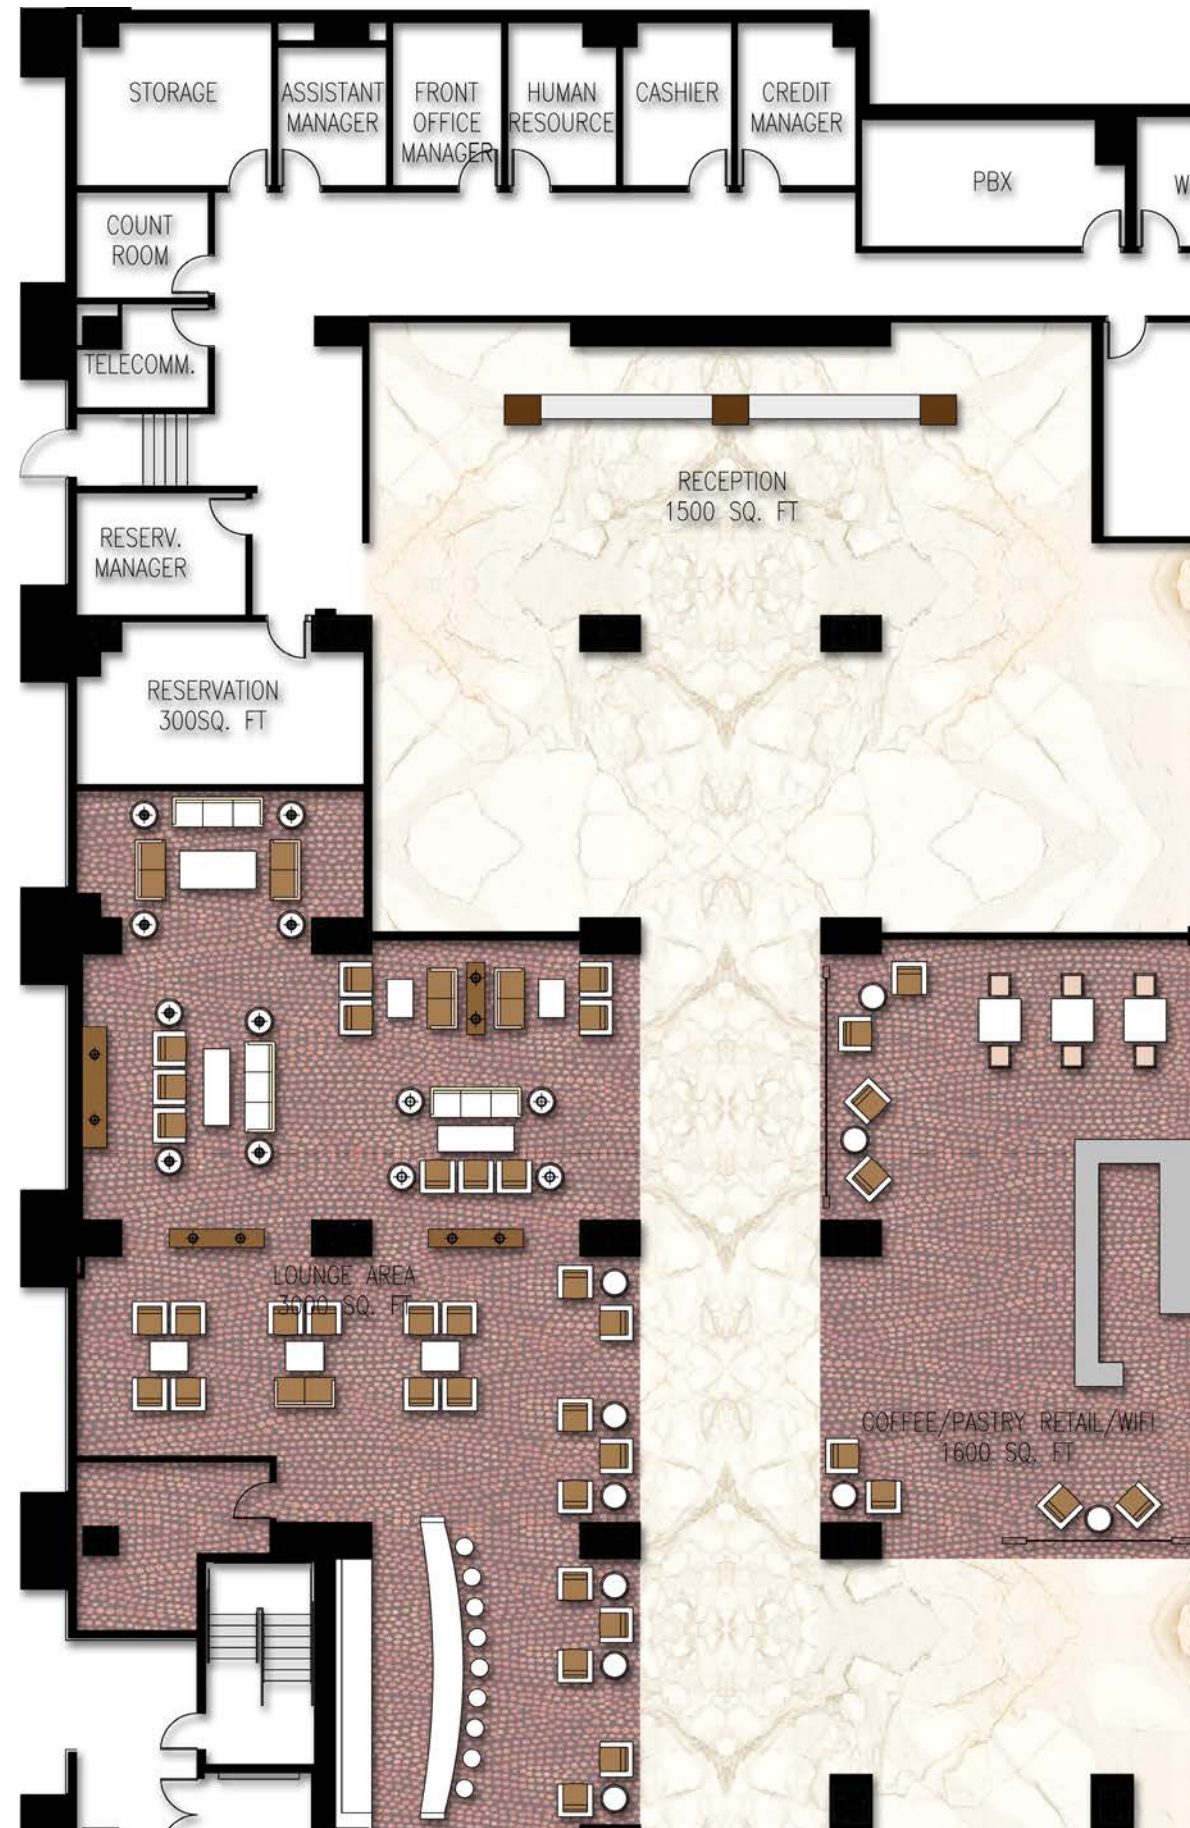 STORAGE
ASSISTANT
MANAGER
FRONT
OFFICE
MANAGER
HUMAN
RESOURCE
CASHIER
CREDIT
MANAGER
PBX
W
COUNT
ROOM
TELECOMM.
RECEPTION
1500 SQ. FT
RESERV.
MANAGER
RESERVATION
300SQ. FT
LOUNGE AREA
3000 SQ. FT
COFFEE/PASTRY RETAIL/WIFI
1600 SQ. FT